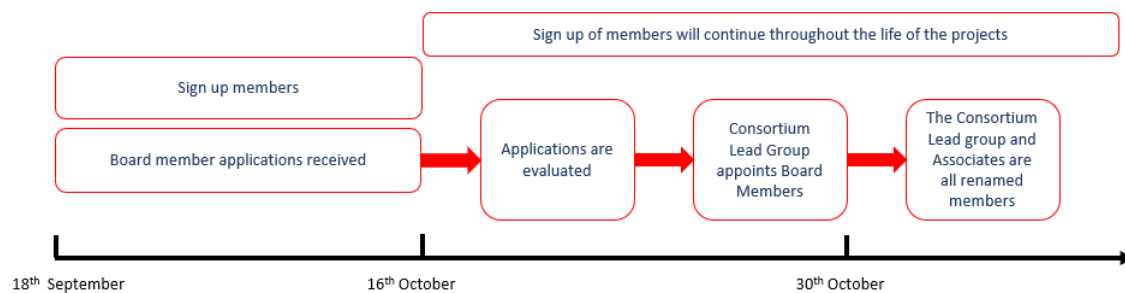 Sign up of members will continue throughout the life of the projects
Sign up members
Board member applications received
Applications are
evaluated
Consortium
Lead Group
appoints Board
Members
The Consortium
Lead group and
Associates are
all renamed
members
18th September
16th October
30th October